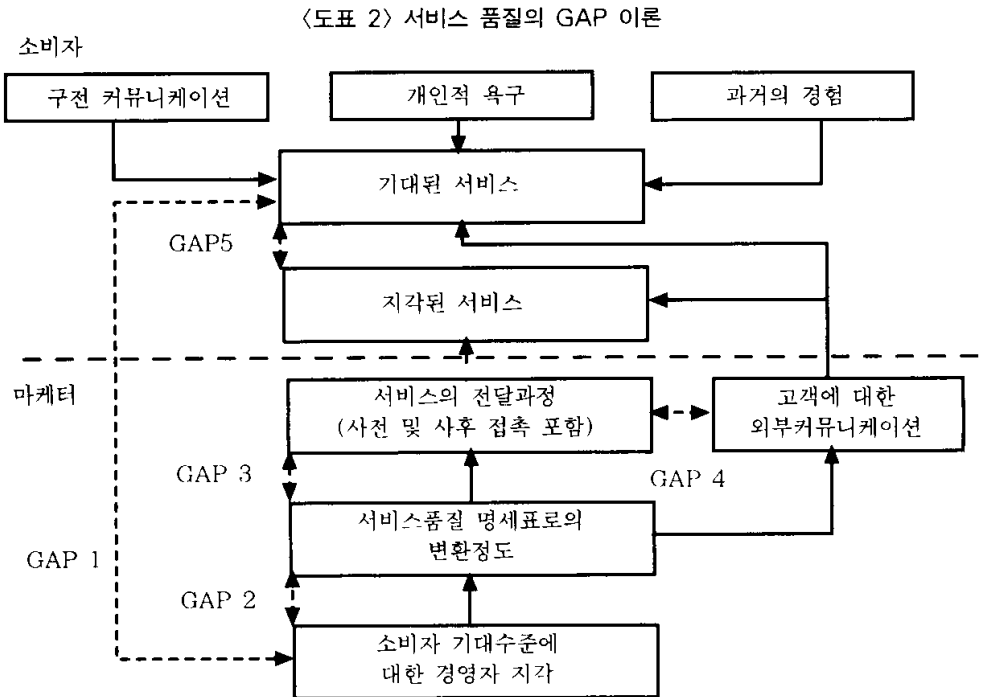 〈도표 2〉 서비스 품질의 GAP 이론
소비자
구전 커뮤니케이션
개인적 욕구
과거의 경험
기대된 서비스
GAP5
지각된 서비스
마케터
서비스의 전달과정
(사전 및 사후 접촉 포함)
고객에 대한
외부커뮤니케이션
GAP 3
GAP 4
서비스품질 명세표로의
변환정도
GAP 1
GAP 2
소비자 기대수준에
대한 경영자 지각